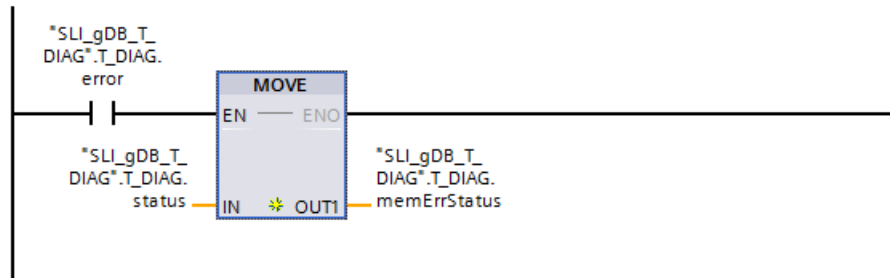 "SLI_gDB_T_
DIAG".T_DIAG.
error
MOVE
EN
ENO
"SLI_gDB_T_
DIAG".T_DIAG.
status
IN
OUT1
"SLI_gDB_T_
DIAG".T_DIAG.
memErrStatus